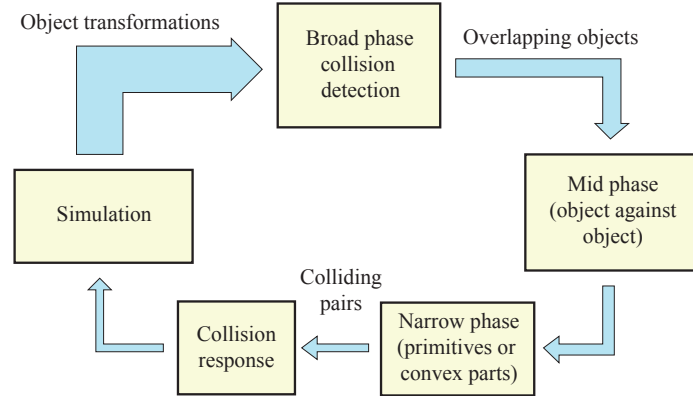 Object transformations
Broad phase
collision
detection
Overlapping objects
Mid phase
(object against
object)
Narrow phase
(primitives or
convex parts)
Colliding
pairs
Collision
response
Simulation